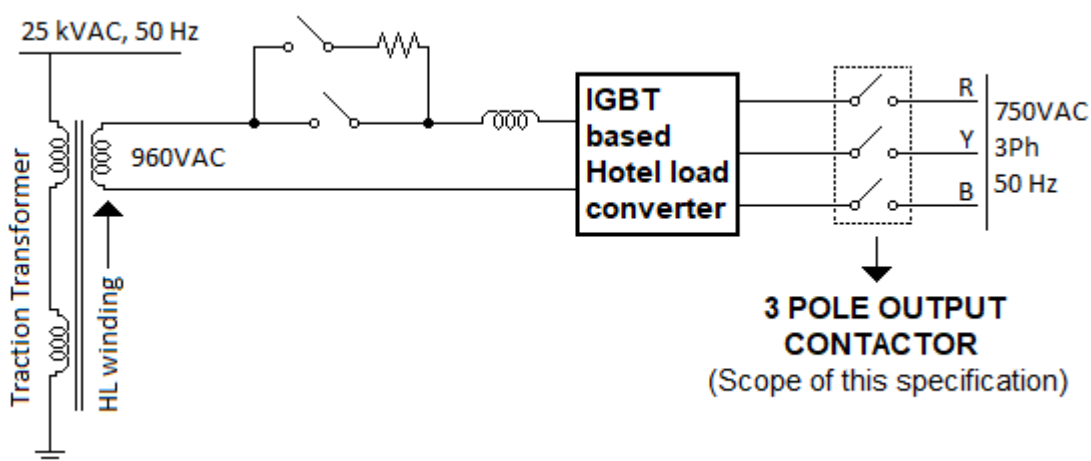 25 kVAC, 50 Hz
Traction Transformer
HL winding
960VAC
IGBT
based
Hotel load
converter
R
Y
B
750VAC
3Ph
50 Hz
3 POLE OUTPUT
CONTACTOR
(Scope of this specification)